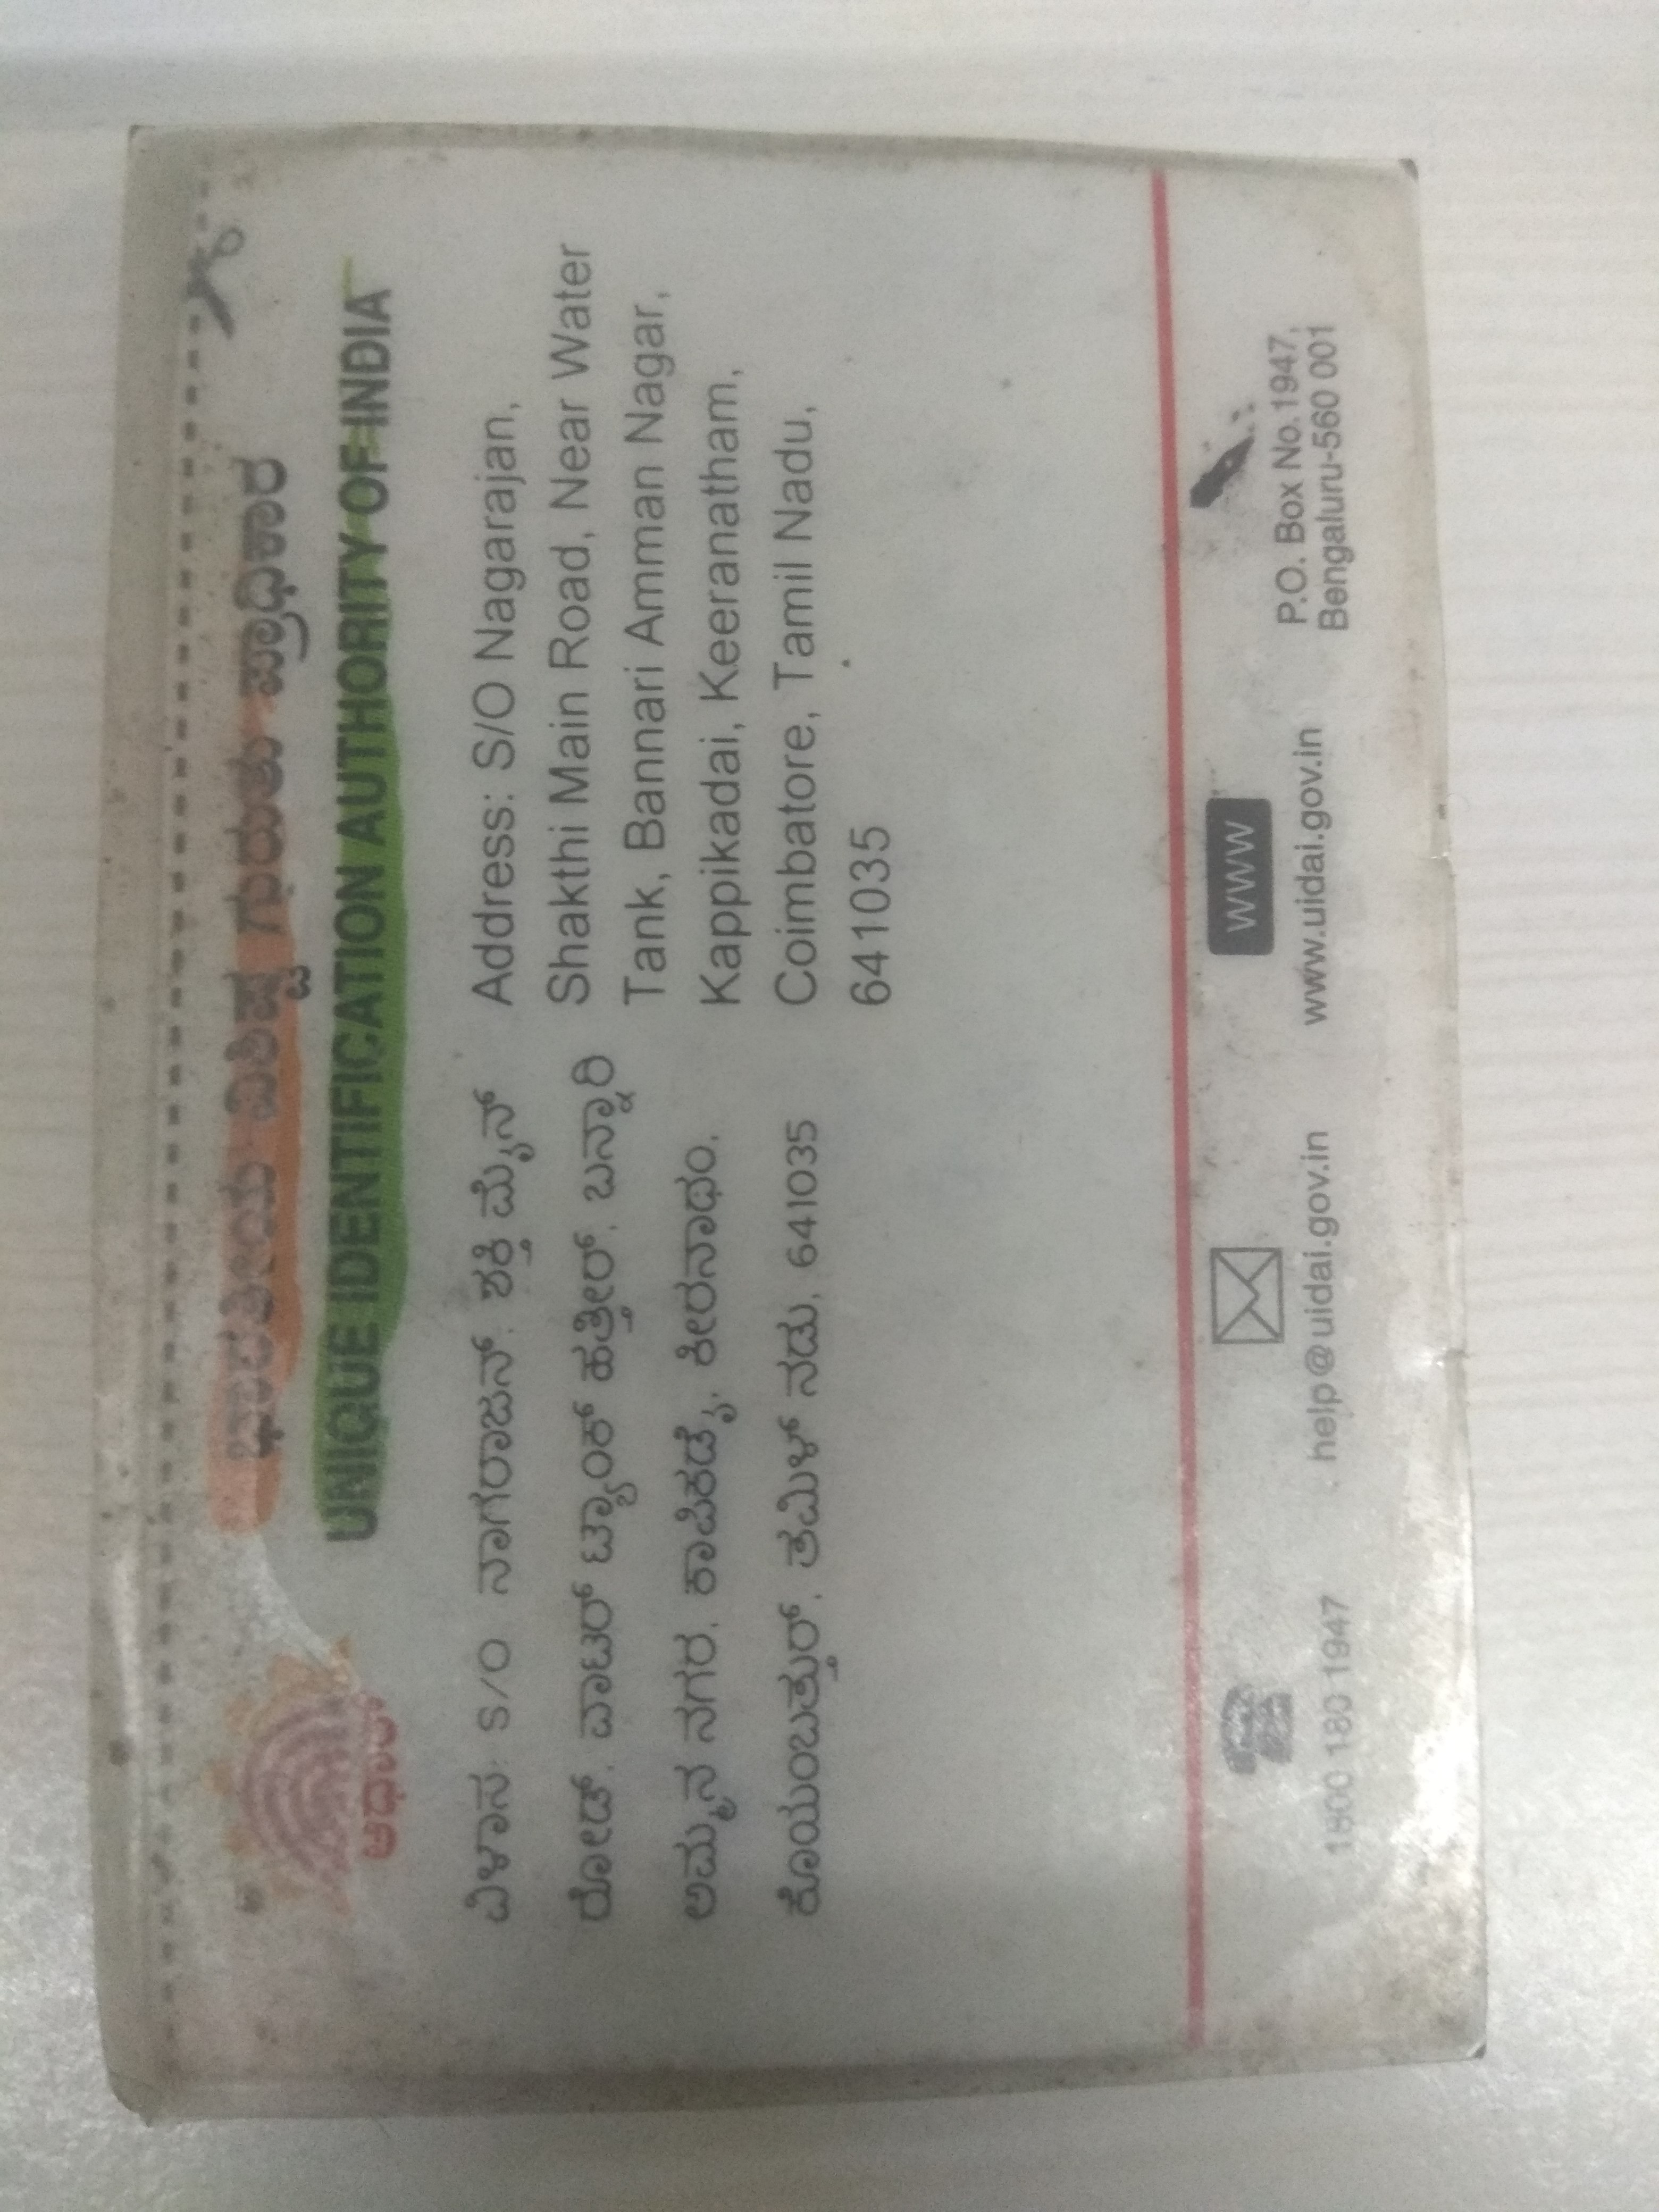 ಭಾರತೀಯ ವಿಶಿಷ್ಟ ಗುರುತು ಪ್ರಾಧಿಕಾರ
UNIQUE IDENTIFICATION AUTHORITY OF INDIA
ಆಧಾರ್
ವಿಳಾಸ: S/O ನಾಗರಾಜನ್, ಶಕ್ತಿ ಮೈನ್
ರೋಡ್, ವಾಟರ್ ಟ್ಯಾಂಕ್ ಹತ್ತೀರ್, ಬನ್ನಾರಿ
ಅಮ್ಮನ ನಗರ, ಕಾಪಿಕಡೈ, ಕೀರನಾಥಂ,
ಕೊಯಂಬತ್ತುರ್, ತಮಿಳ್ ನಡು, 641035
Address: S/O Nagarajan,
Shakthi Main Road, Near Water
Tank, Bannari Amman Nagar,
Kappikadai, Keeranatham,
Coimbatore, Tamil Nadu,
641035
1800 180 1947
help@uidai.gov.in
WWW
www.uidai.gov.in
P.O. Box No.1947,
Bengaluru-560 001